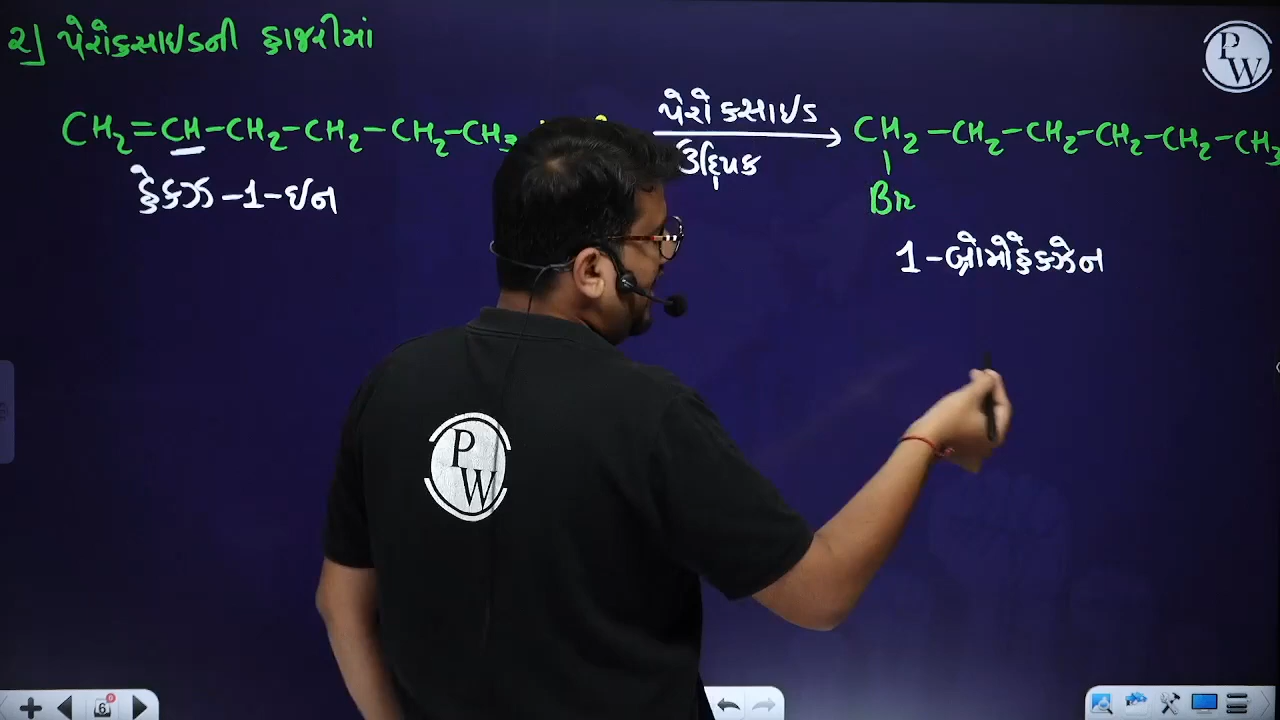 ૨] પેરોક્સાઇડની હાજરીમાં
CH₂=CH-CH₂-CH₂-CH₂-CH₃ પેરોક્સાઇડ CH₂-CH₂-CH₂-CH₂-CH₂-CH₃
ઉદ્દિપક
Br
હેક્ઝ-1-ઇન
1-બ્રોમોહેક્ઝેન
PW
PW
6